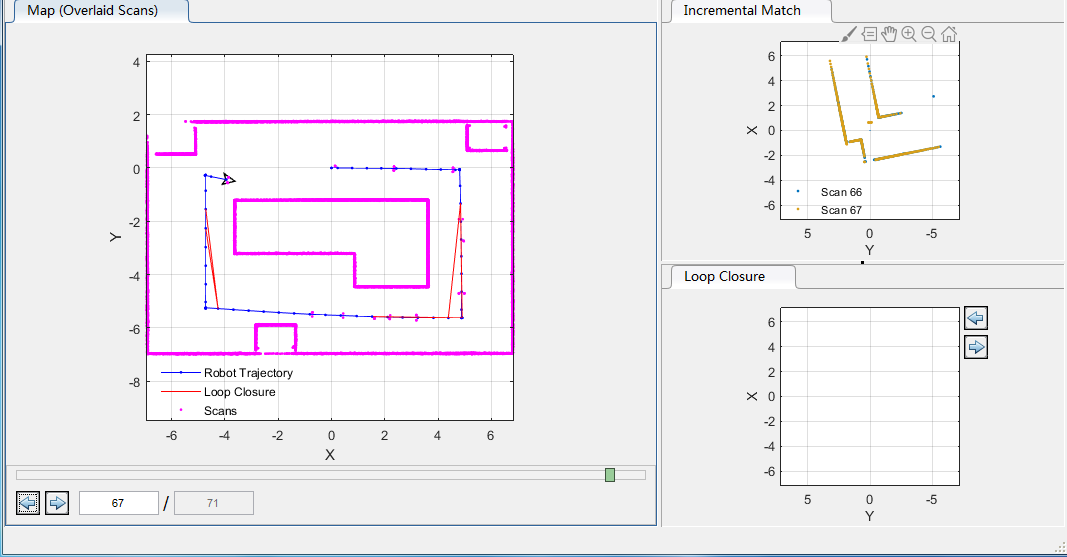 Map (Overlaid Scans)
4
2
0
-2
-4
-6
-8
Y
-6 -4 -2 0 2 4 6
X
Robot Trajectory
Loop Closure
Scans
67 / 71
Incremental Match
6
4
2
0
-2
-4
-6
X
Scan 66
Scan 67
5 0 -5
Y
Loop Closure
6
4
2
0
-2
-4
-6
X
5 0 -5
Y